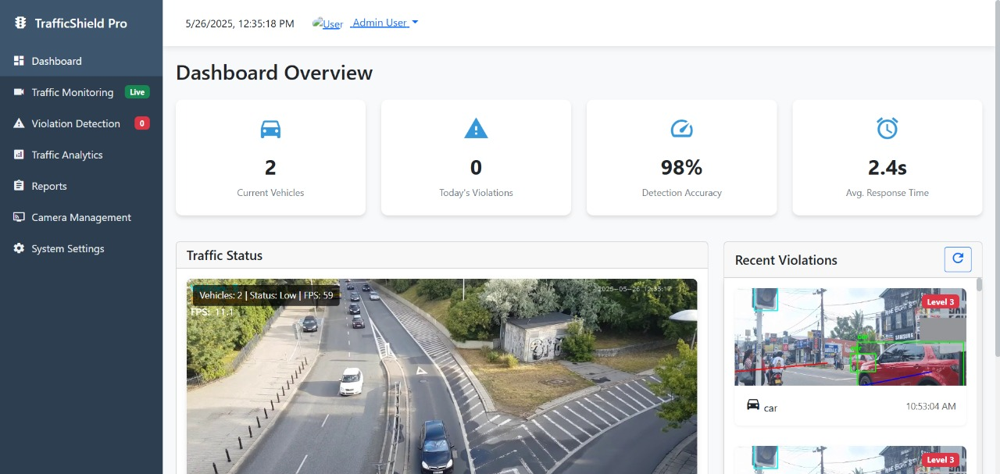 TrafficShield Pro
Dashboard
Traffic Monitoring Live
Violation Detection 0
Traffic Analytics
Reports
Camera Management
System Settings
5/26/2025, 12:35:18 PM User Admin User
Dashboard Overview
2
Current Vehicles
0
Today's Violations
98%
Detection Accuracy
2.4s
Avg. Response Time
Traffic Status
Vehicles: 2 | Status: Low | FPS: 59
FPS: 11.1
2025-05-26 12:35:17
Recent Violations
Level 3
SAMSUNG
car 10:53:04 AM
Level 3